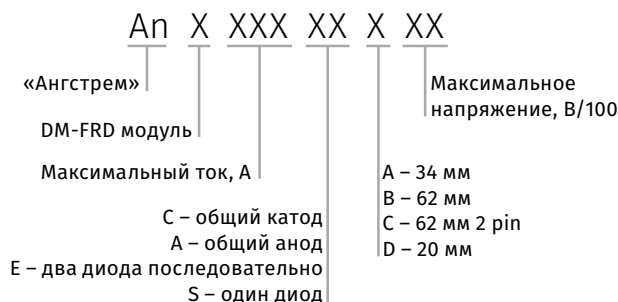 An X XXX XX X XX
«Ангстрем»
Максимальное
напряжение, В/100
DM-FRD модуль
Максимальный ток, А
A – 34 мм
B – 62 мм
C – 62 мм 2 pin
D – 20 мм
C – общий катод
A – общий анод
E – два диода последовательно
S – один диод